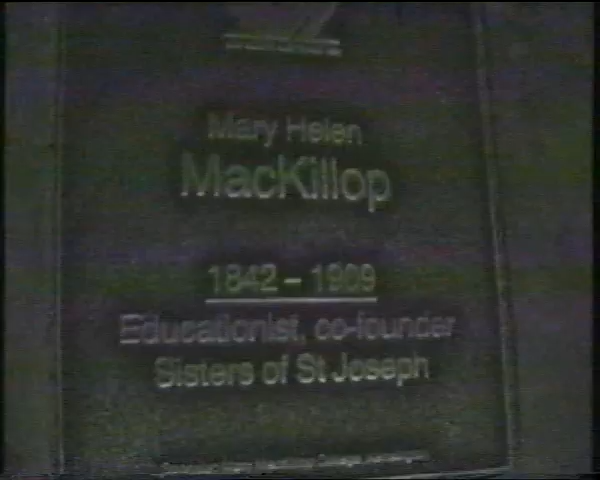 Mary Helen
MacKillop
1842 – 1909
Educationist, co-founder
Sisters of St Joseph